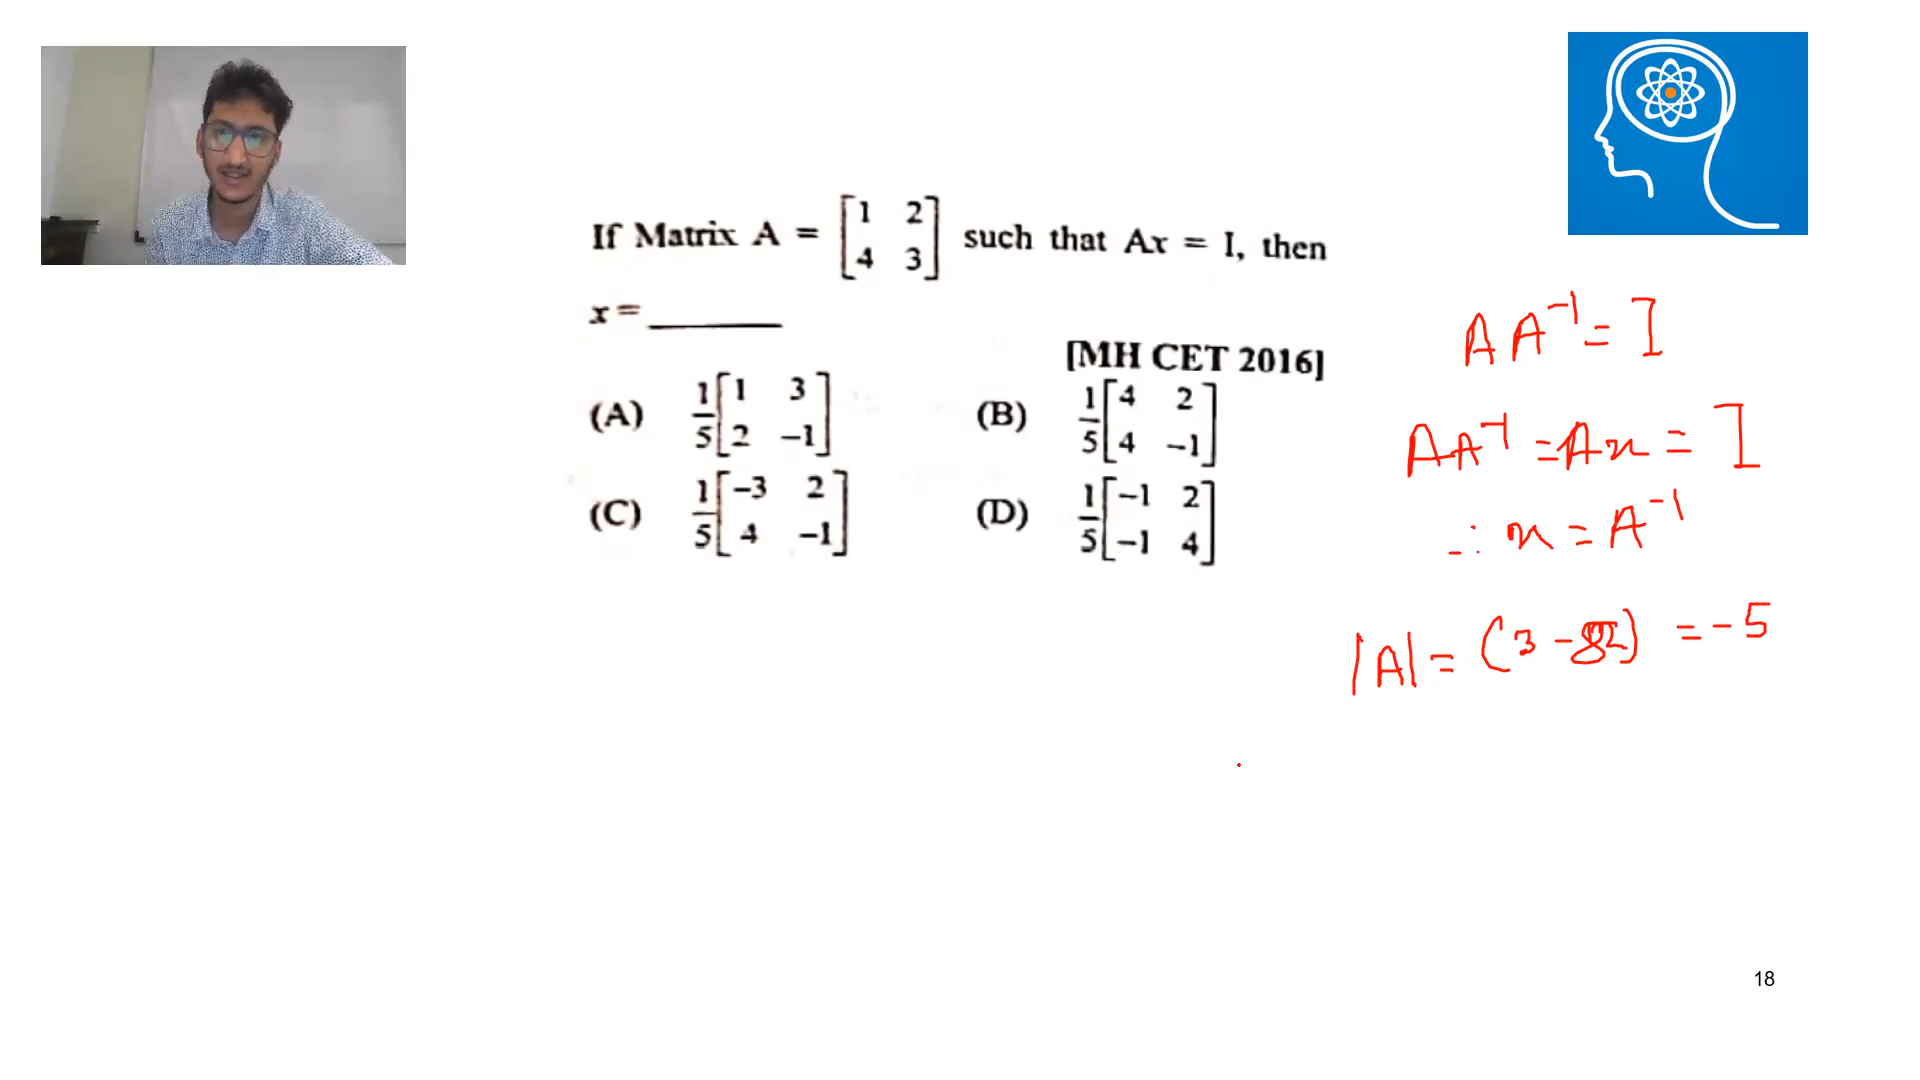 If Matrix A = [1 2 4 3] such that Ax = I, then
x = ________
[MH CET 2016]
(A) 1/5 [1 3 2 -1] (B) 1/5 [4 2 4 -1]
(C) 1/5 [-3 2 4 -1] (D) 1/5 [-1 2 -1 4]
A A⁻¹ = I
AA⁻¹ = Ax = I
∴ x = A⁻¹
|A| = (3 - 8) = -5
18